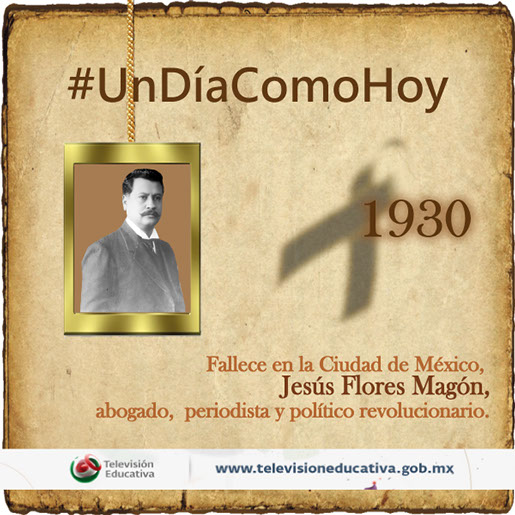 #UnDíaComoHoy
1930
Fallece en la Ciudad de México,
Jesús Flores Magón,
abogado, periodista y político revolucionario.
Televisión
Educativa
www.televisioneducativa.gob.mx